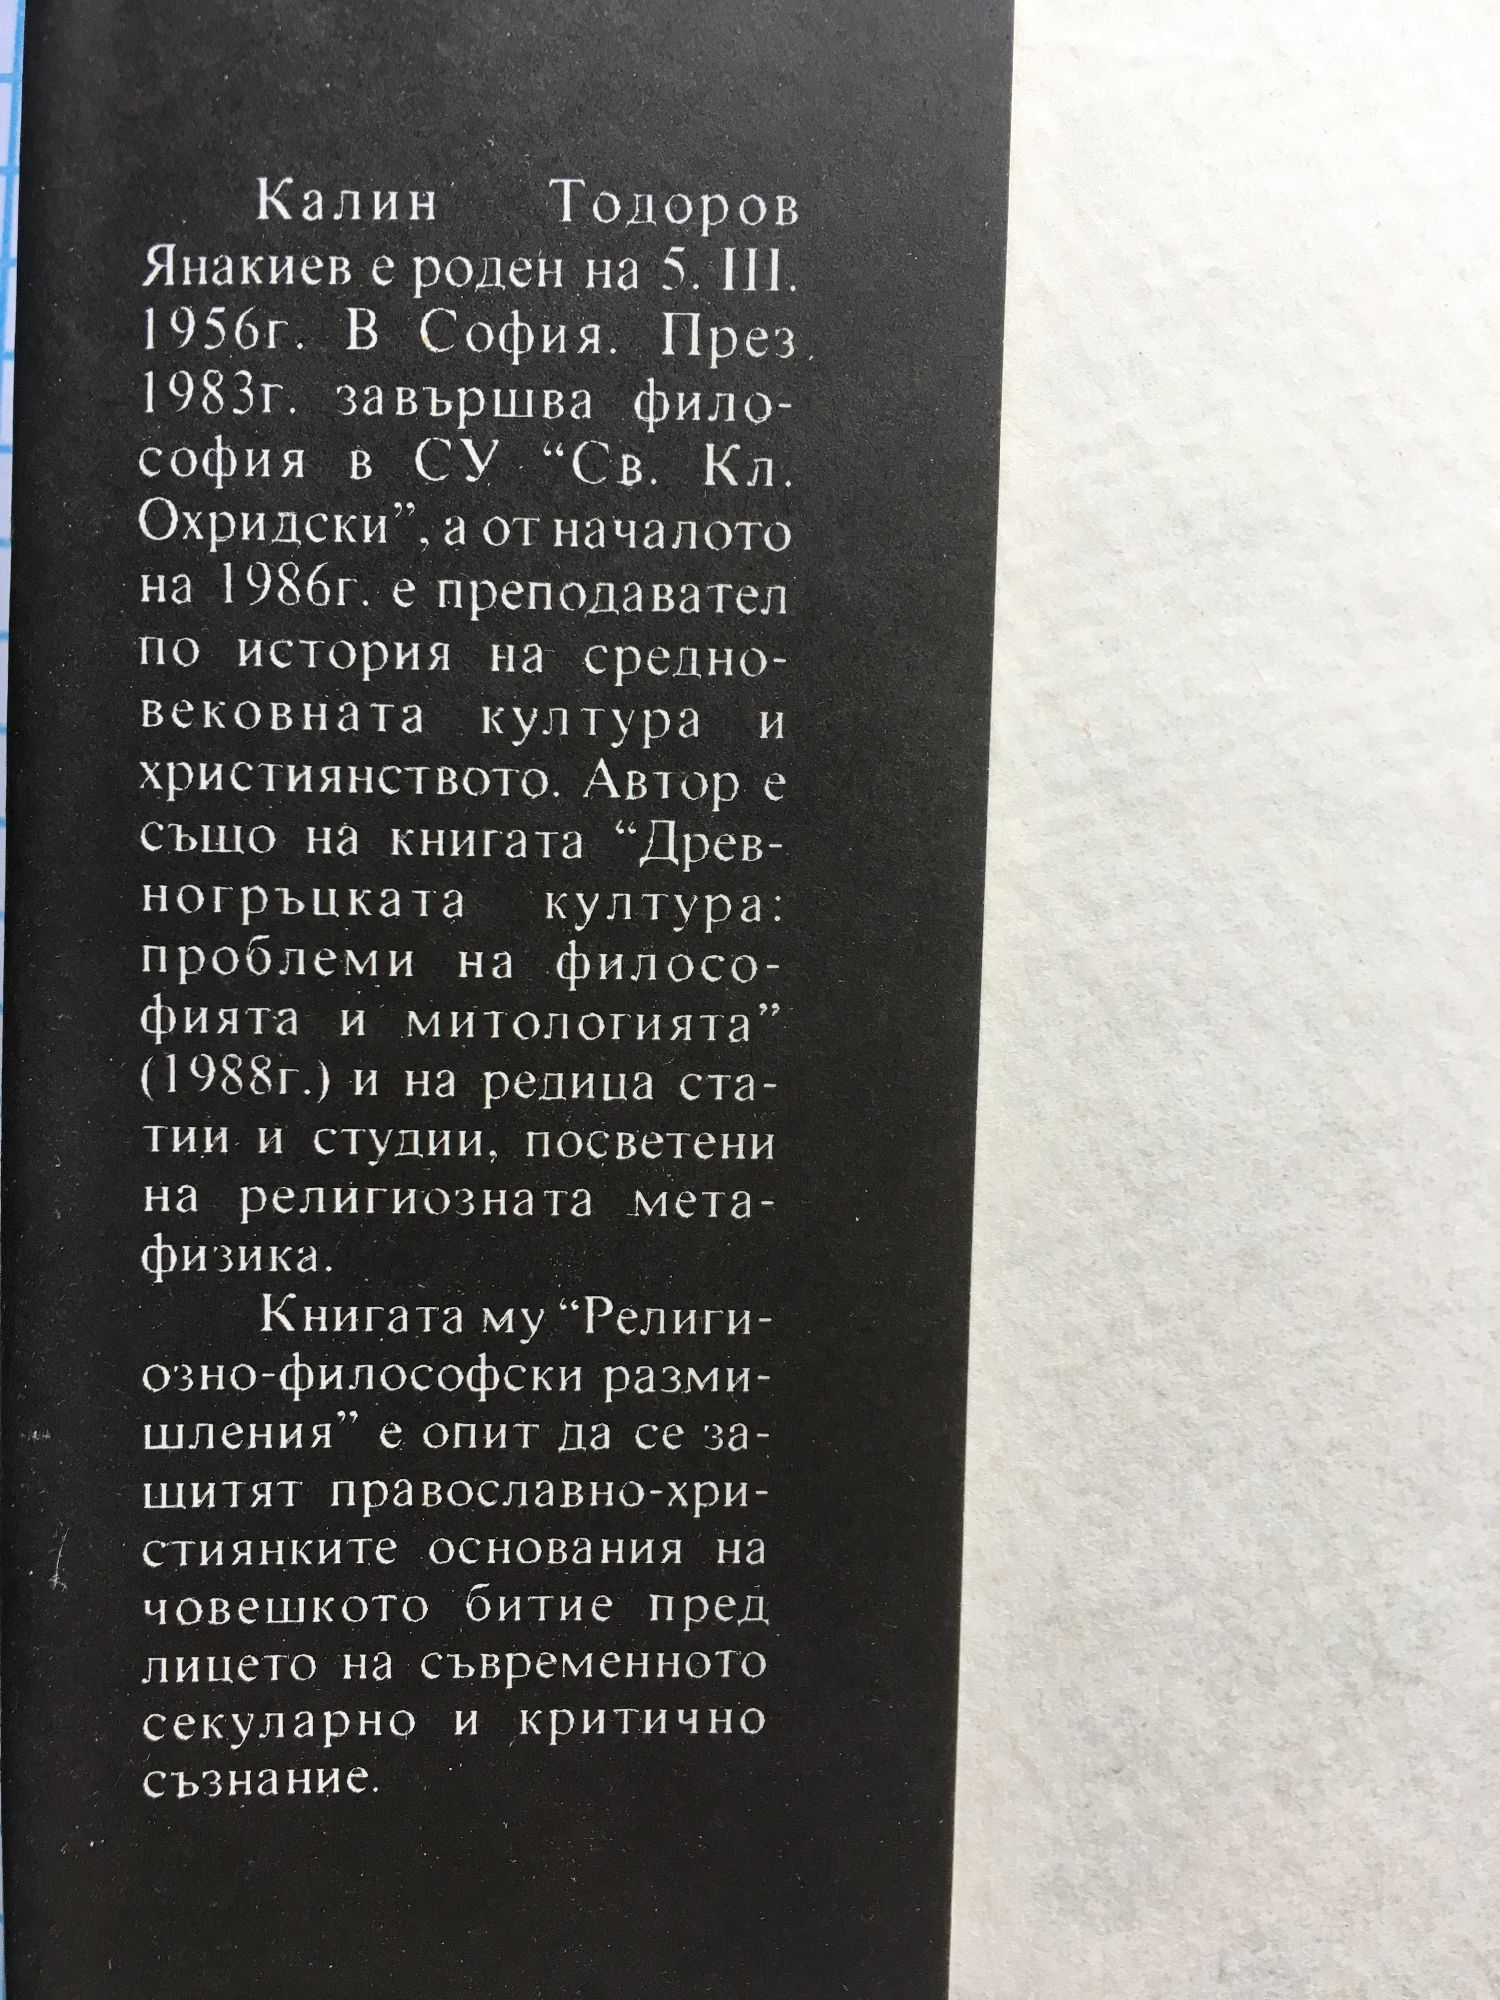 Калин Тодоров
Янакиев е роден на 5. III.
1956г. В София. През
1983г. завършва фило-
софия в СУ “Св. Кл.
Охридски”, а от началото
на 1986г. е преподавател
по история на средно-
вековната култура и
християнството. Автор е
също на книгата “Древ-
ногръцката култура:
проблеми на филосо-
фията и митологията”
(1988г.) и на редица ста-
тии и студии, посветени
на религиозната мета-
физика.
Книгата му “Религи-
озно-философски разми-
шления” е опит да се за-
щитят православно-хри-
стиянките основания на
човешкото битие пред
лицето на съвременното
секуларно и критично
съзнание.